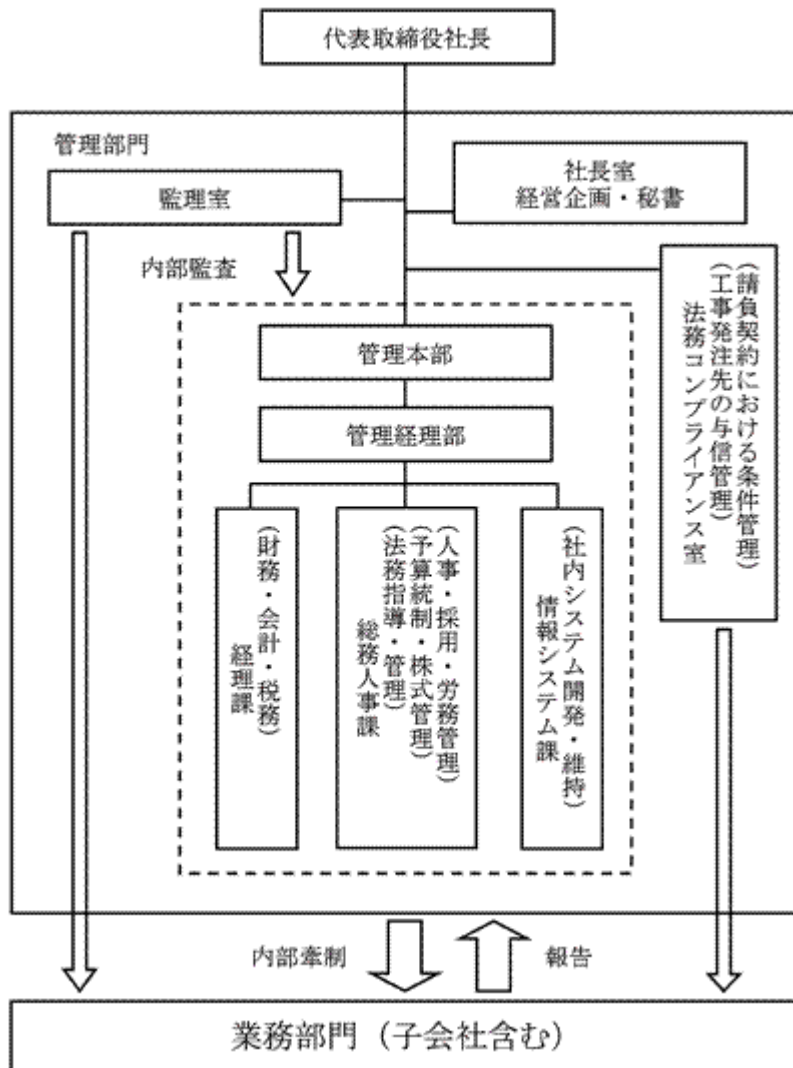 代表取締役社長
管理部門
監理室
社長室
経営企画・秘書
内部監査
法務コンプライアンス室
(工事発注先の与信管理)
(請負契約における条件管理)
管理本部
管理経理部
経理課
(財務・会計・税務)
総務人事課
(法務指導・管理)
(予算統制・株式管理)
(人事・採用・労務管理)
情報システム課
(社内システム開発・維持)
内部牽制
報告
業務部門（子会社含む）